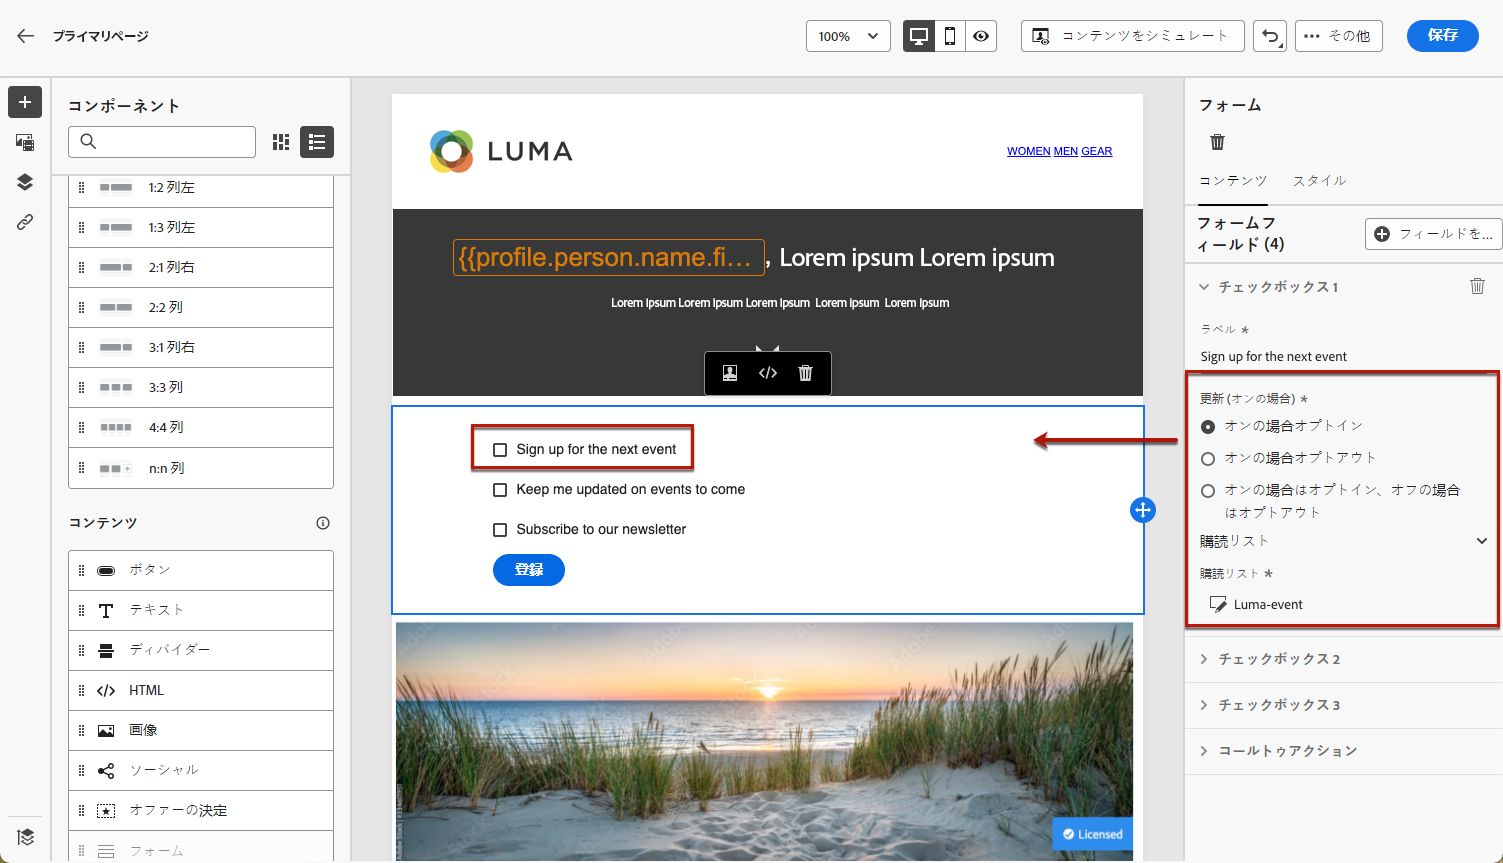 プライマリページ
100%
コンテンツをシミュレート
その他
保存
コンポーネント
1:2 列左
1:3 列左
2:1 列右
2:2 列
3:1 列右
3:3 列
4:4 列
n:n 列
コンテンツ
ボタン
テキスト
ディバイダー
HTML
画像
ソーシャル
オファーの決定
フォーム
LUMA
WOMEN MEN GEAR
{{profile.person.name.fi... , Lorem ipsum Lorem ipsum
Lorem Ipsum Lorem Ipsum Lorem Ipsum Lorem Ipsum Lorem Ipsum
Sign up for the next event
Keep me updated on events to come
Subscribe to our newsletter
登録
Licensed
フォーム
コンテンツ スタイル
フォームフ
ィールド (4)
フィールドを...
チェックボックス 1
ラベル *
Sign up for the next event
更新 (オンの場合) *
オンの場合オプトイン
オンの場合オプトアウト
オンの場合はオプトイン、オフの場合
はオプトアウト
購読リスト
購読リスト *
Luma-event
チェックボックス 2
チェックボックス 3
コールトゥアクション